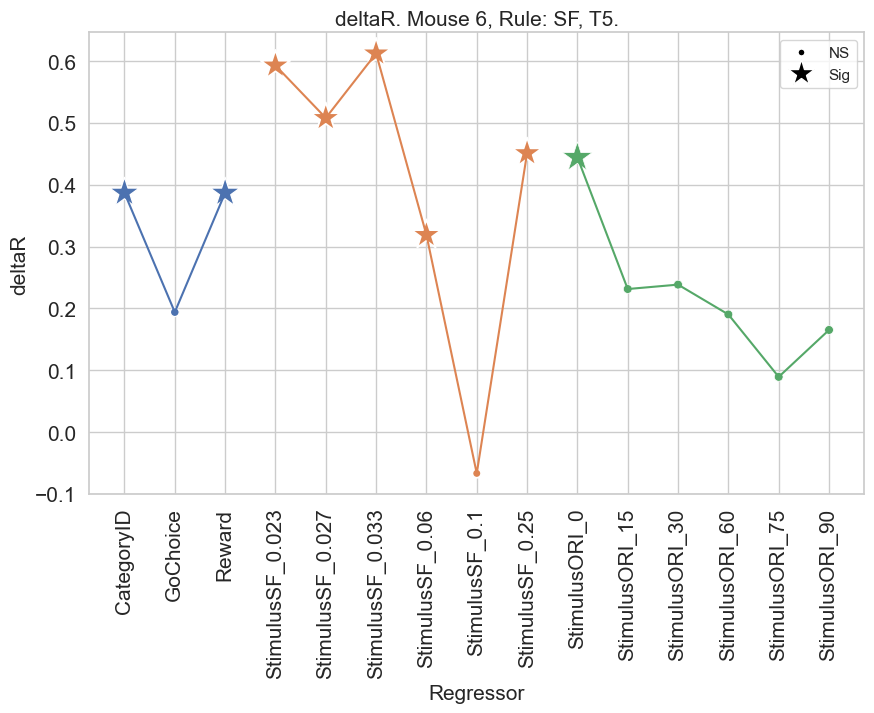 deltaR. Mouse 6, Rule: SF, T5.
NS
Sig
deltaR
0.6
0.5
0.4
0.3
0.2
0.1
0.0
−0.1
CategoryID
GoChoice
Reward
StimulusSF_0.023
StimulusSF_0.027
StimulusSF_0.033
StimulusSF_0.06
StimulusSF_0.1
StimulusSF_0.25
StimulusORI_0
StimulusORI_15
StimulusORI_30
StimulusORI_60
StimulusORI_75
StimulusORI_90
Regressor